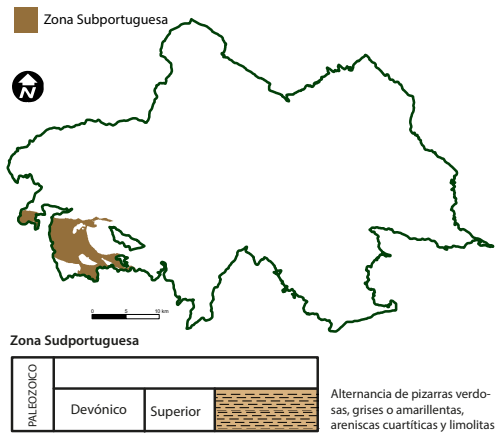 Zona Subportuguesa
N
0 5 10 km
Zona Sudportuguesa
PALEOZOICO
Devónico
Superior
Alternancia de pizarras verdo-
sas, grises o amarillentas,
areniscas cuartíticas y limolitas